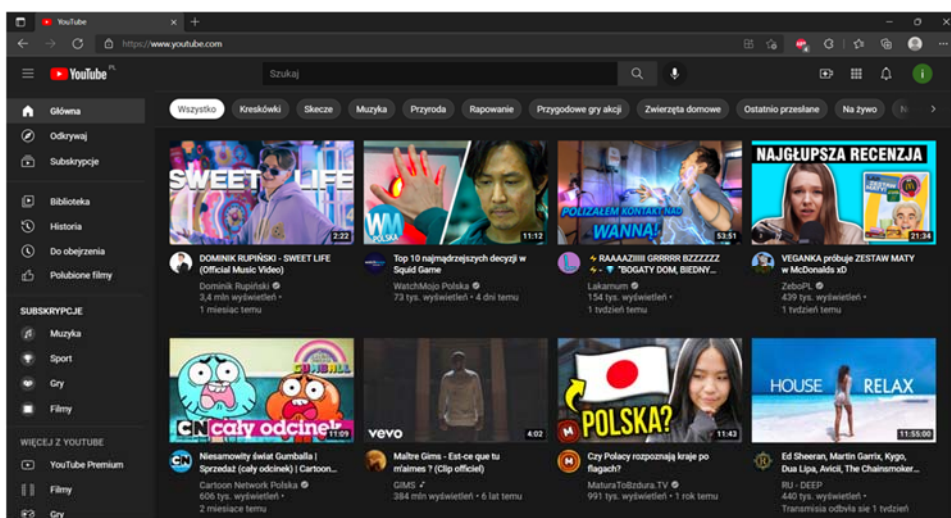 YouTube
https://www.youtube.com
YouTube PL
Szukaj
i
Wszystko
Kreskówki
Skecze
Muzyka
Przyroda
Rapowanie
Przygodowe gry akcji
Zwierzęta domowe
Ostatnio przesłane
Na żywo
Główna
Odkrywaj
Subskrypcje
Biblioteka
Historia
Do obejrzenia
Polubione filmy
SUBSKRYPCJE
Muzyka
Sport
Gry
Filmy
WIĘCEJ Z YOUTUBE
YouTube Premium
Filmy
Gry
SWEET LIFE
2:22
DOMINIK RUPIŃSKI - SWEET LIFE
(Official Music Video)
Dominik Rupiński
3,4 mln wyświetleń •
1 miesiąc temu
WM
POLSKA
11:12
Top 10 najmądrzejszych decyzji w
Squid Game
WatchMojo Polska
73 tys. wyświetleń • 4 dni temu
POLIZAŁEM KONTAKT NAD
WANNĄ!
53:51
L
RAAAAZIIIII GRRRRR BZZZZZZ
- "BOGATY DOM, BIEDNY...
Lakarnum
154 tys. wyświetleń •
1 tydzień temu
NAJGŁUPSZA RECENZJA
ZESTAW
MATY
21:34
VEGANKA próbuje ZESTAW MATY
w McDonalds xD
ZeboPL
439 tys. wyświetleń •
1 tydzień temu
GUMBALL
CN cały odcinek
11:09
CN
Niesamowity świat Gumballa |
Sprzedaż (cały odcinek) | Cartoon...
Cartoon Network Polska
606 tys. wyświetleń •
2 miesiące temu
vevo
4:02
Maître Gims - Est-ce que tu
m'aimes ? (Clip officiel)
GIMS
384 mln wyświetleń • 6 lat temu
POLSKA?
M
11:43
M
Czy Polacy rozpoznają kraje po
flagach?
MaturaToBzdura.TV
991 tys. wyświetleń • 1 rok temu
HOUSE RELAX
11:55:00
Ed Sheeran, Martin Garrix, Kygo,
Dua Lipa, Avicii, The Chainsmoker...
RU - DEEP
440 tys. wyświetleń •
Transmisja odbyła się 1 tydzień